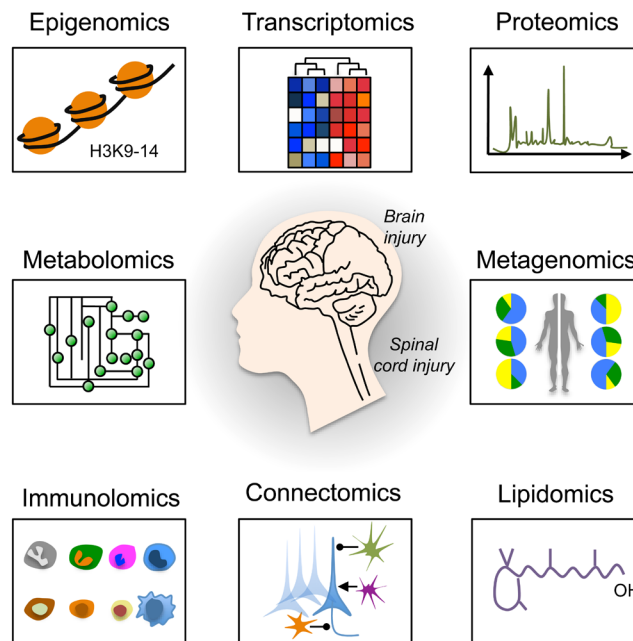 Epigenomics
Transcriptomics
Proteomics
H3K9-14
Brain
injury
Metabolomics
Metagenomics
Spinal
cord injury
Immunolomics
Connectomics
Lipidomics
OH